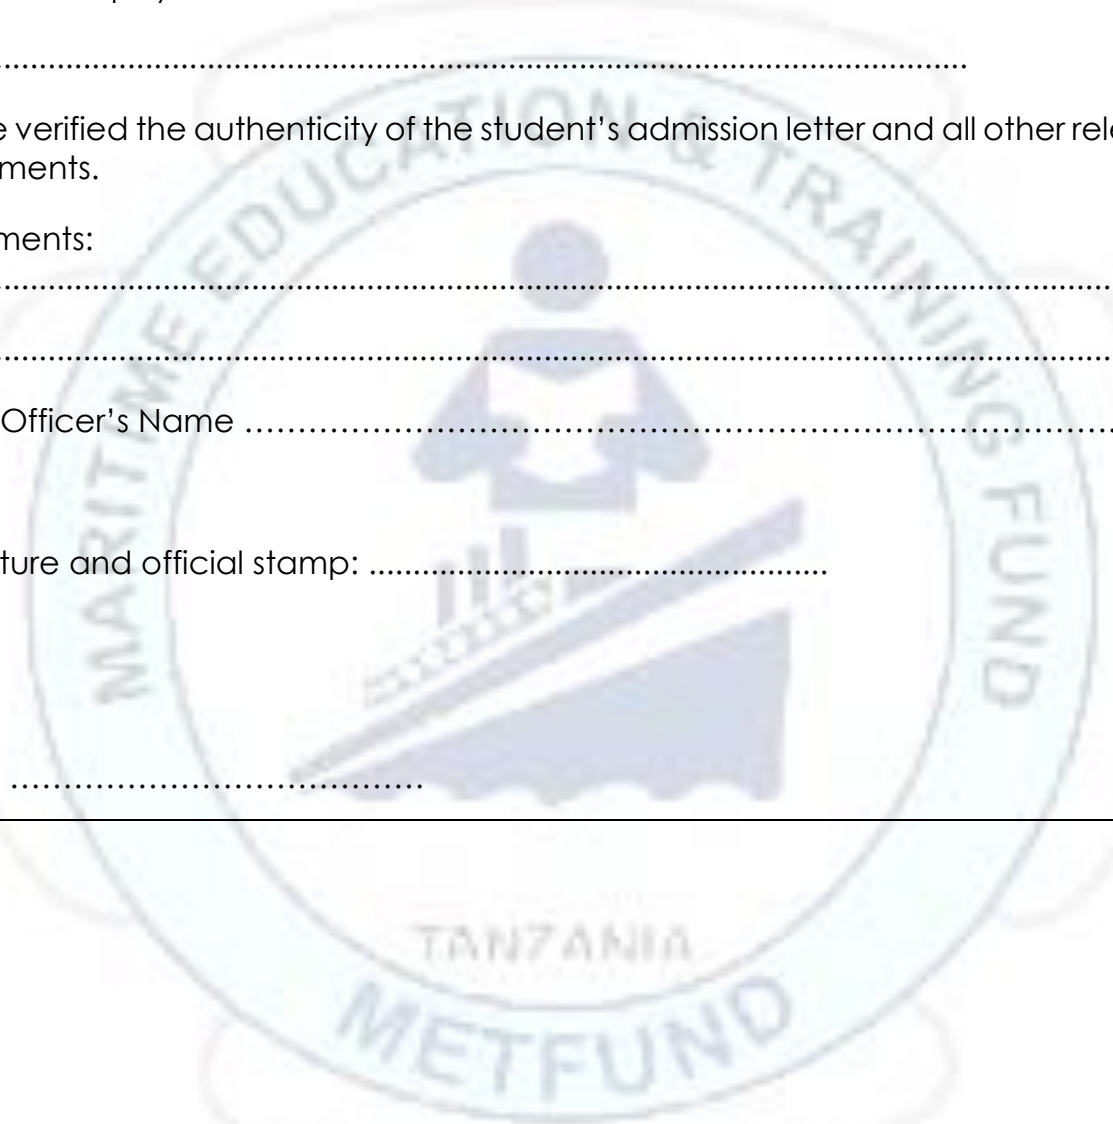 ..................................................................................................................
e verified the authenticity of the student’s admission letter and all other rele
ments.
ments:
..................................................................................................................................
..................................................................................................................................
Officer’s Name ……………………………………………………………………………
ture and official stamp: .....................................................
……………………………………
MARITIME EDUCATION & TRAINING FUND
TANZANIA
METFUND